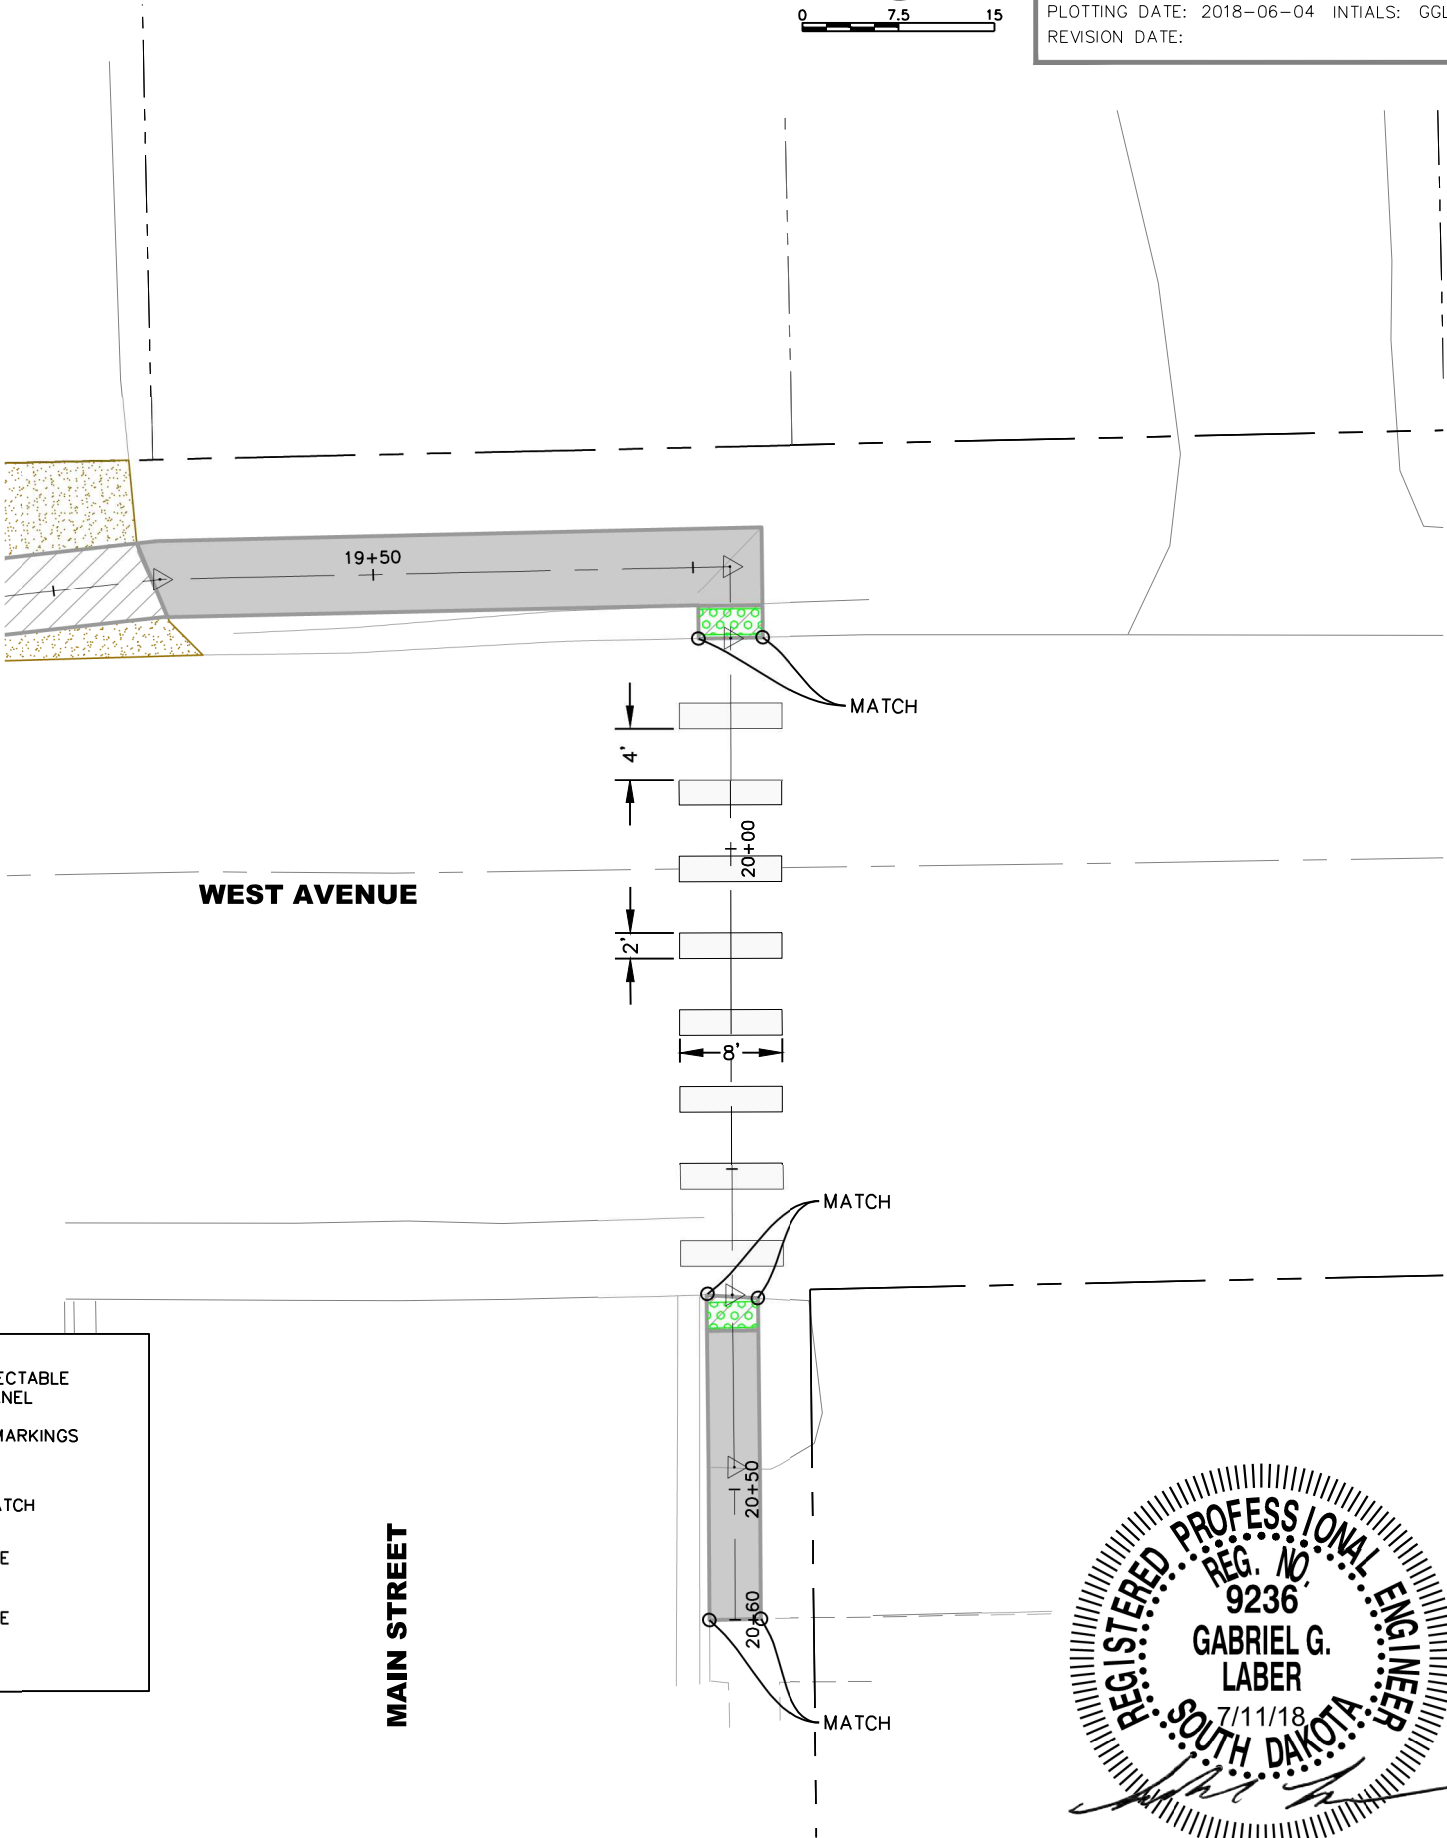 0 7.5 15
PLOTTING DATE: 2018-06-04 INTIALS: GGL
REVISION DATE:
19+50
MATCH
4'
20+00
WEST AVENUE
2'
8'
MATCH
ECTABLE
NEL
MARKINGS
ATCH
E
E
MAIN STREET
20+50
20+60
MATCH
REGISTERED PROFESSIONAL ENGINEER
REG. NO.
9236
GABRIEL G.
LABER
7/11/18
SOUTH DAKOTA